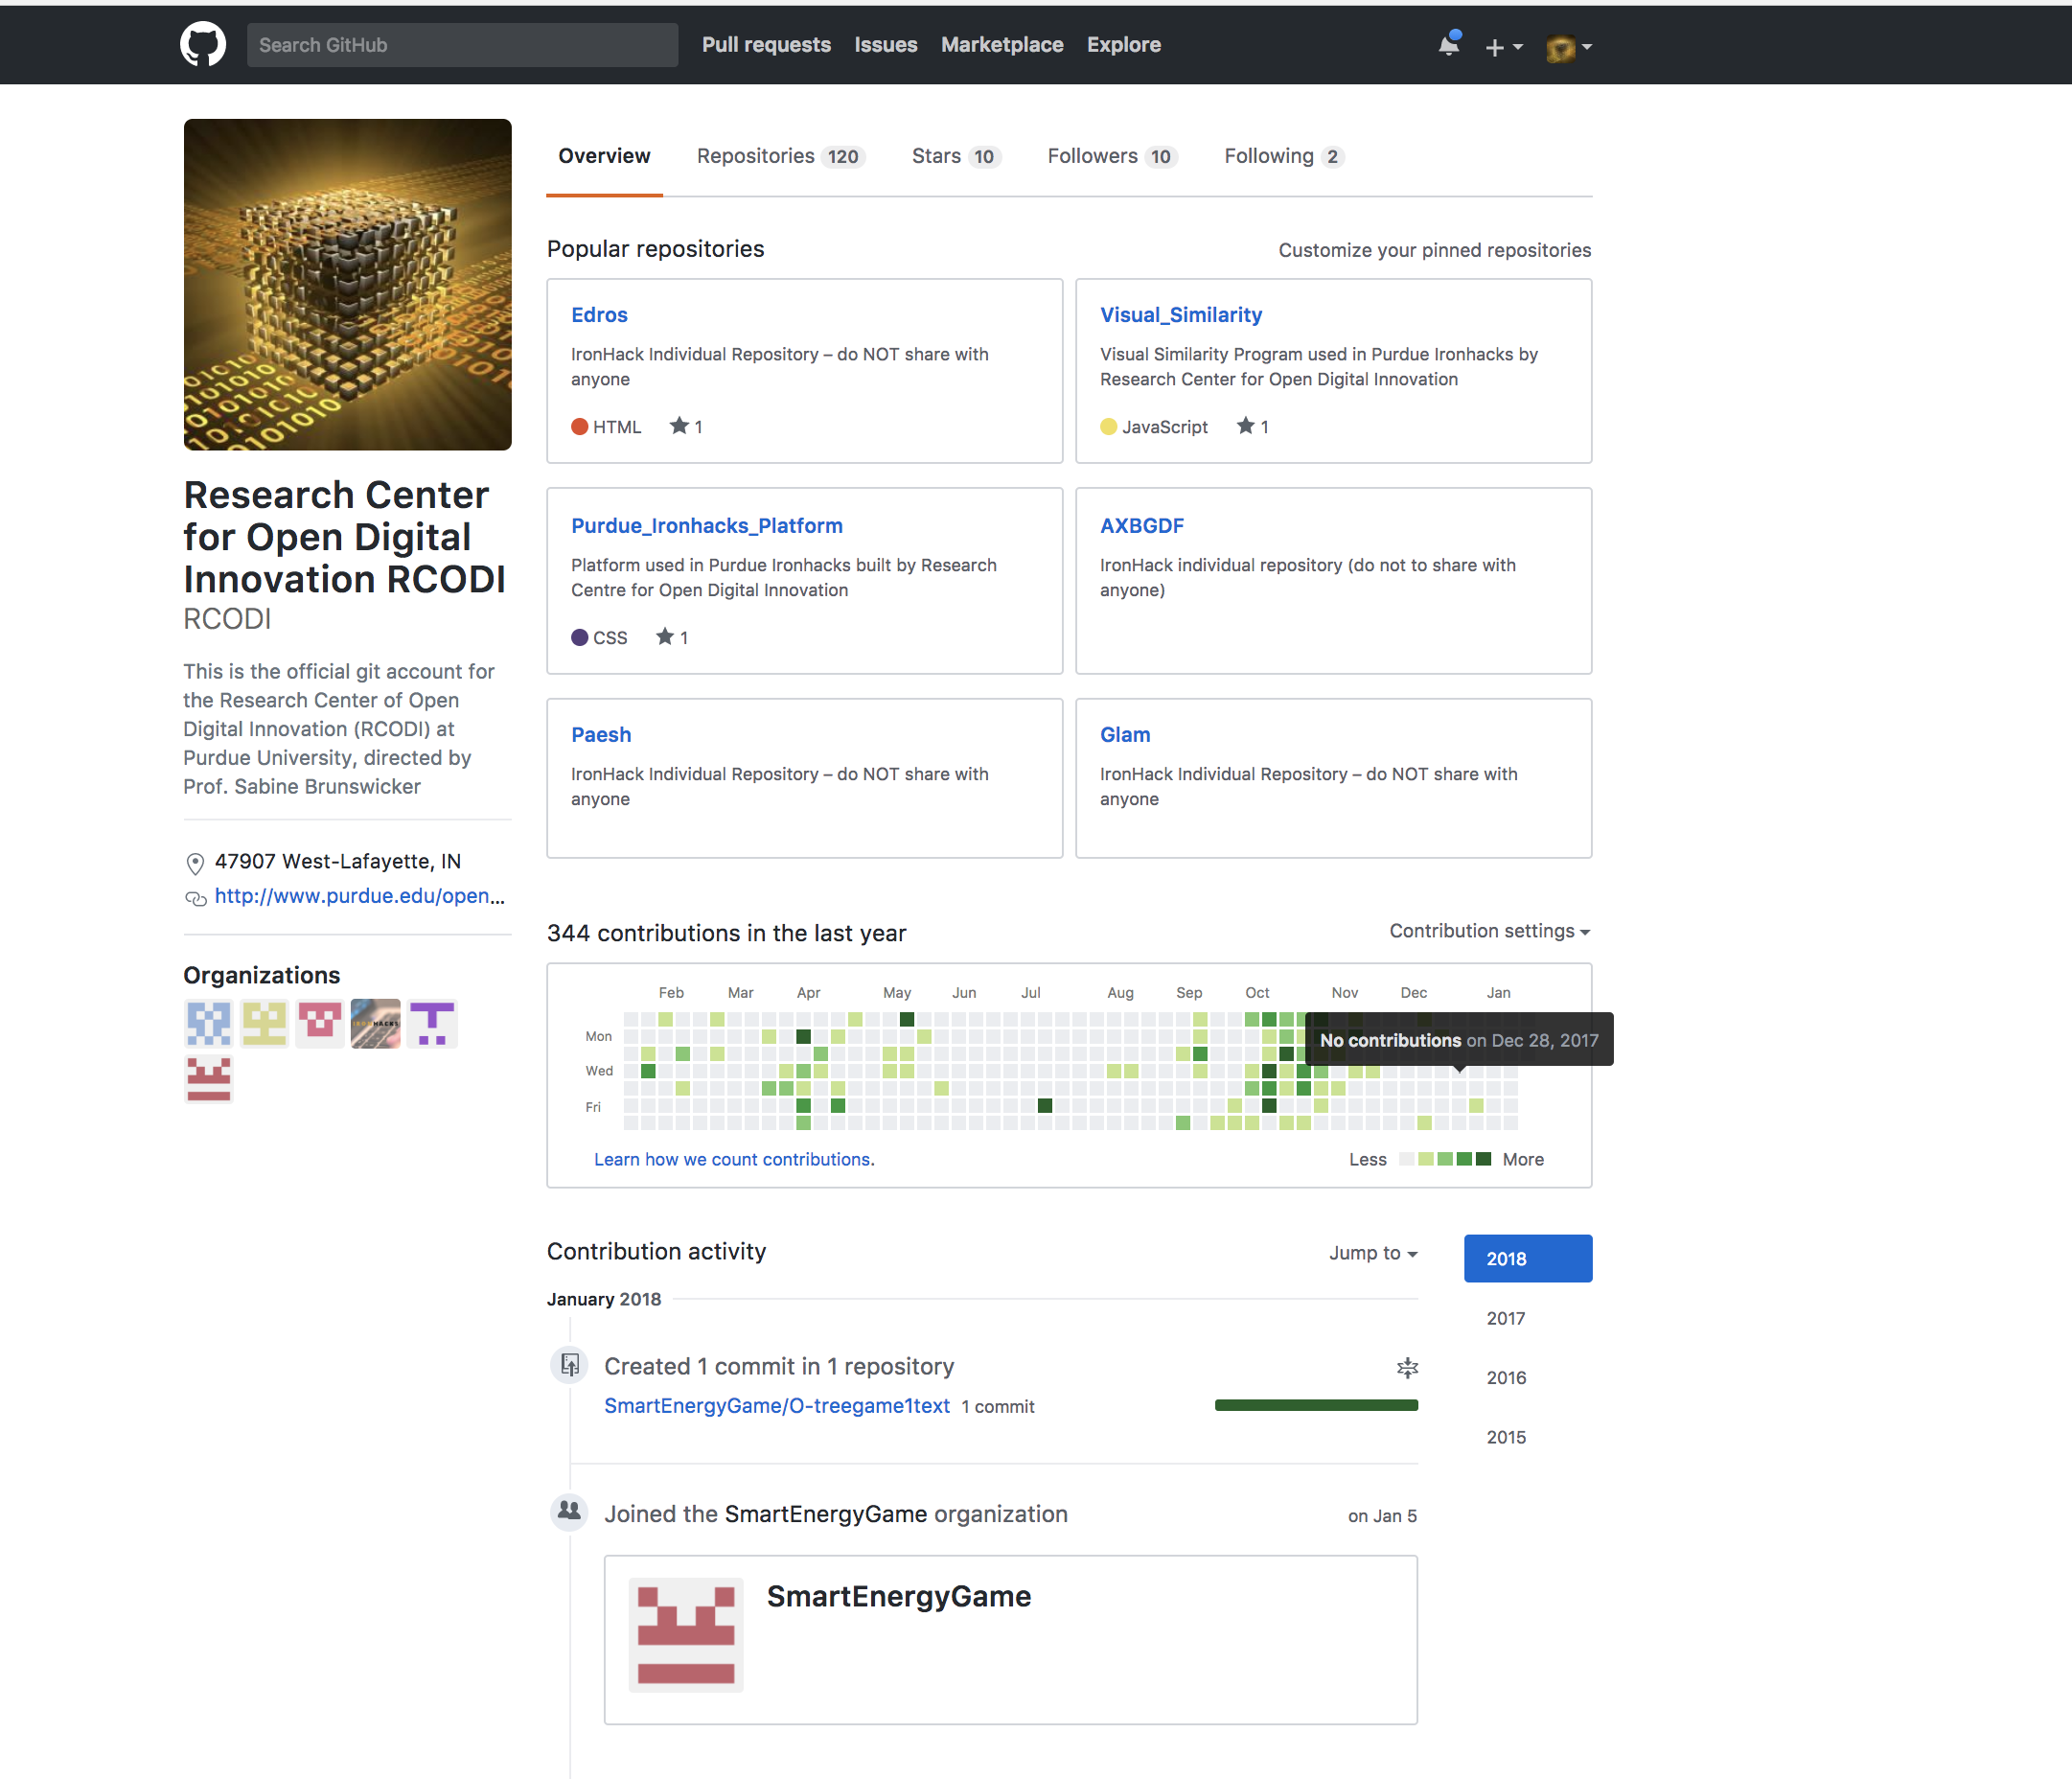 Search GitHub
Pull requests
Issues
Marketplace
Explore
Research Center
for Open Digital
Innovation RCODI
RCODI
This is the official git account for
the Research Center of Open
Digital Innovation (RCODI) at
Purdue University, directed by
Prof. Sabine Brunswicker
47907 West-Lafayette, IN
http://www.purdue.edu/open...
Organizations
IRONHACKS
Overview
Repositories 120
Stars 10
Followers 10
Following 2
Popular repositories
Customize your pinned repositories
Edros
IronHack Individual Repository – do NOT share with
anyone
HTML
1
Visual_Similarity
Visual Similarity Program used in Purdue Ironhacks by
Research Center for Open Digital Innovation
JavaScript
1
Purdue_Ironhacks_Platform
Platform used in Purdue Ironhacks built by Research
Centre for Open Digital Innovation
CSS
1
AXBGDF
IronHack individual repository (do not to share with
anyone)
Paesh
IronHack Individual Repository – do NOT share with
anyone
Glam
IronHack Individual Repository – do NOT share with
anyone
344 contributions in the last year
Contribution settings
Feb Mar Apr May Jun Jul Aug Sep Oct Nov Dec Jan
Mon
Wed
Fri
No contributions on Dec 28, 2017
Learn how we count contributions.
Less
More
Contribution activity
Jump to
2018
2017
2016
2015
January 2018
Created 1 commit in 1 repository
SmartEnergyGame/O-treegame1text 1 commit
Joined the SmartEnergyGame organization
on Jan 5
SmartEnergyGame